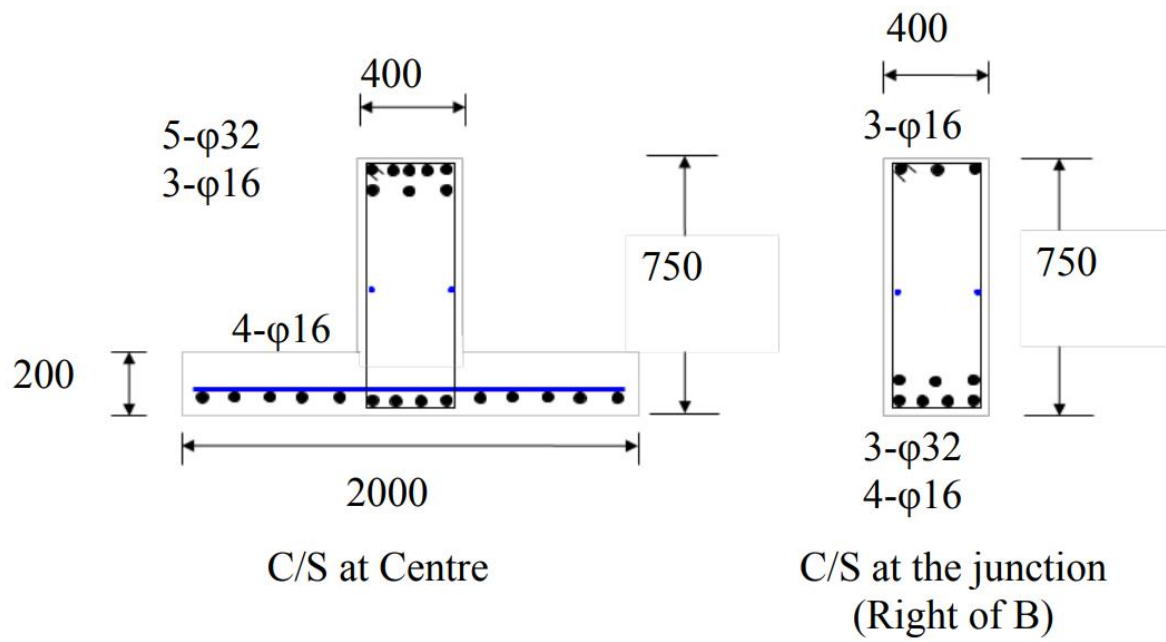 400
5-φ32
3-φ16
750
4-φ16
200
2000
C/S at Centre
400
3-φ16
750
3-φ32
4-φ16
C/S at the junction
(Right of B)